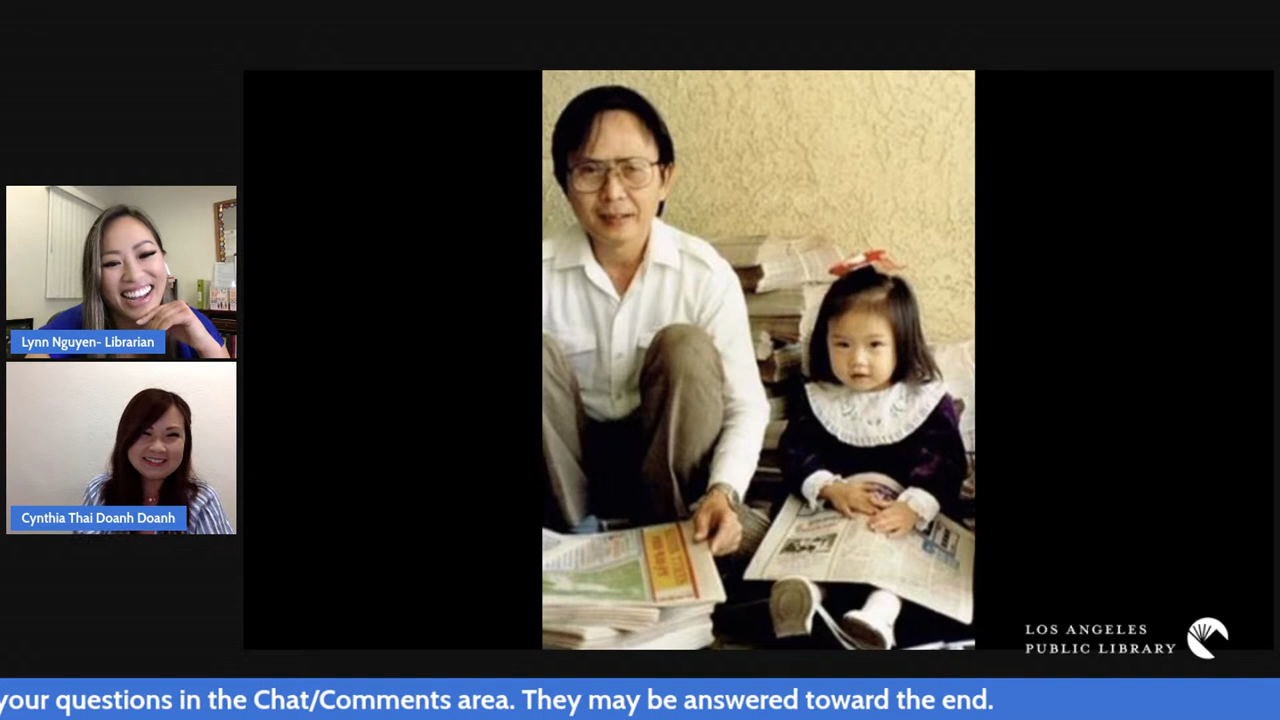 Lynn Nguyen- Librarian
Cynthia Thai Doanh Doanh
LOS ANGELES
PUBLIC LIBRARY
your questions in the Chat/Comments area. They may be answered toward the end.